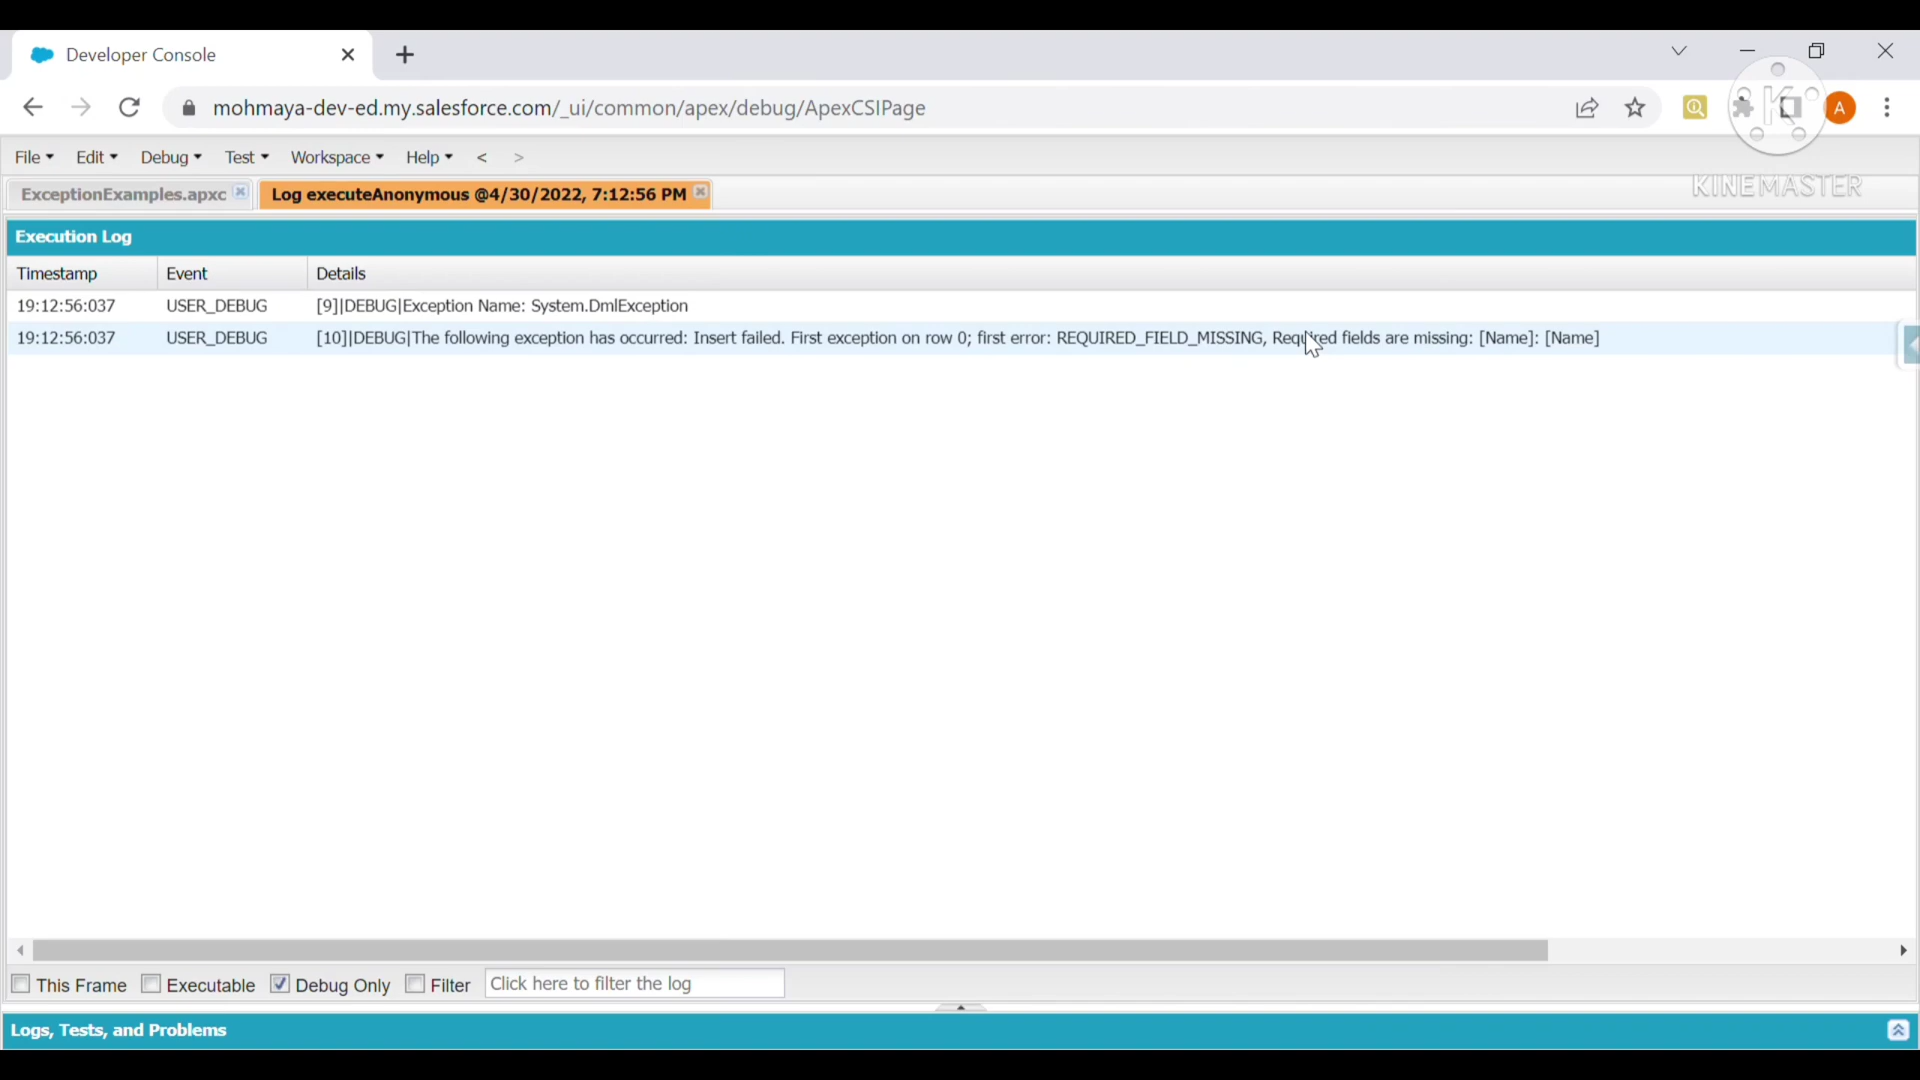 Developer Console
mohmaya-dev-ed.my.salesforce.com/_ui/common/apex/debug/ApexCSIPage
A
K
KINEMASTER
File Edit Debug Test Workspace Help < >
ExceptionExamples.apxc Log executeAnonymous @4/30/2022, 7:12:56 PM
Execution Log
Timestamp Event Details
19:12:56:037 USER_DEBUG [9]|DEBUG|Exception Name: System.DmlException
19:12:56:037 USER_DEBUG [10]|DEBUG|The following exception has occurred: Insert failed. First exception on row 0; first error: REQUIRED_FIELD_MISSING, Required fields are missing: [Name]: [Name]
This Frame Executable Debug Only Filter Click here to filter the log
Logs, Tests, and Problems